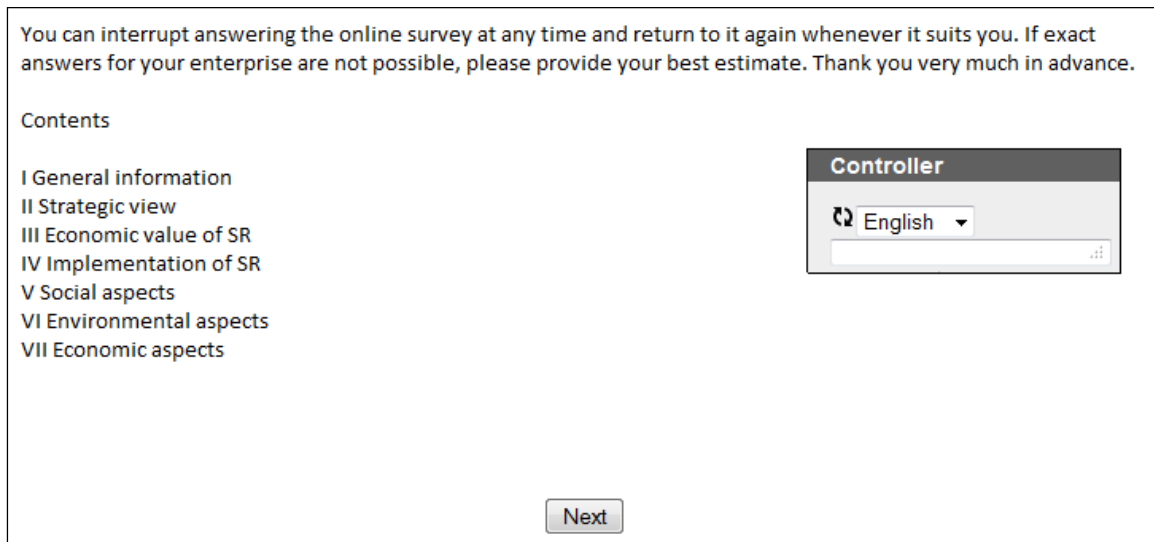 You can interrupt answering the online survey at any time and return to it again whenever it suits you. If exact
answers for your enterprise are not possible, please provide your best estimate. Thank you very much in advance.
Contents
I General information
II Strategic view
III Economic value of SR
IV Implementation of SR
V Social aspects
VI Environmental aspects
VII Economic aspects
Controller
English
Next